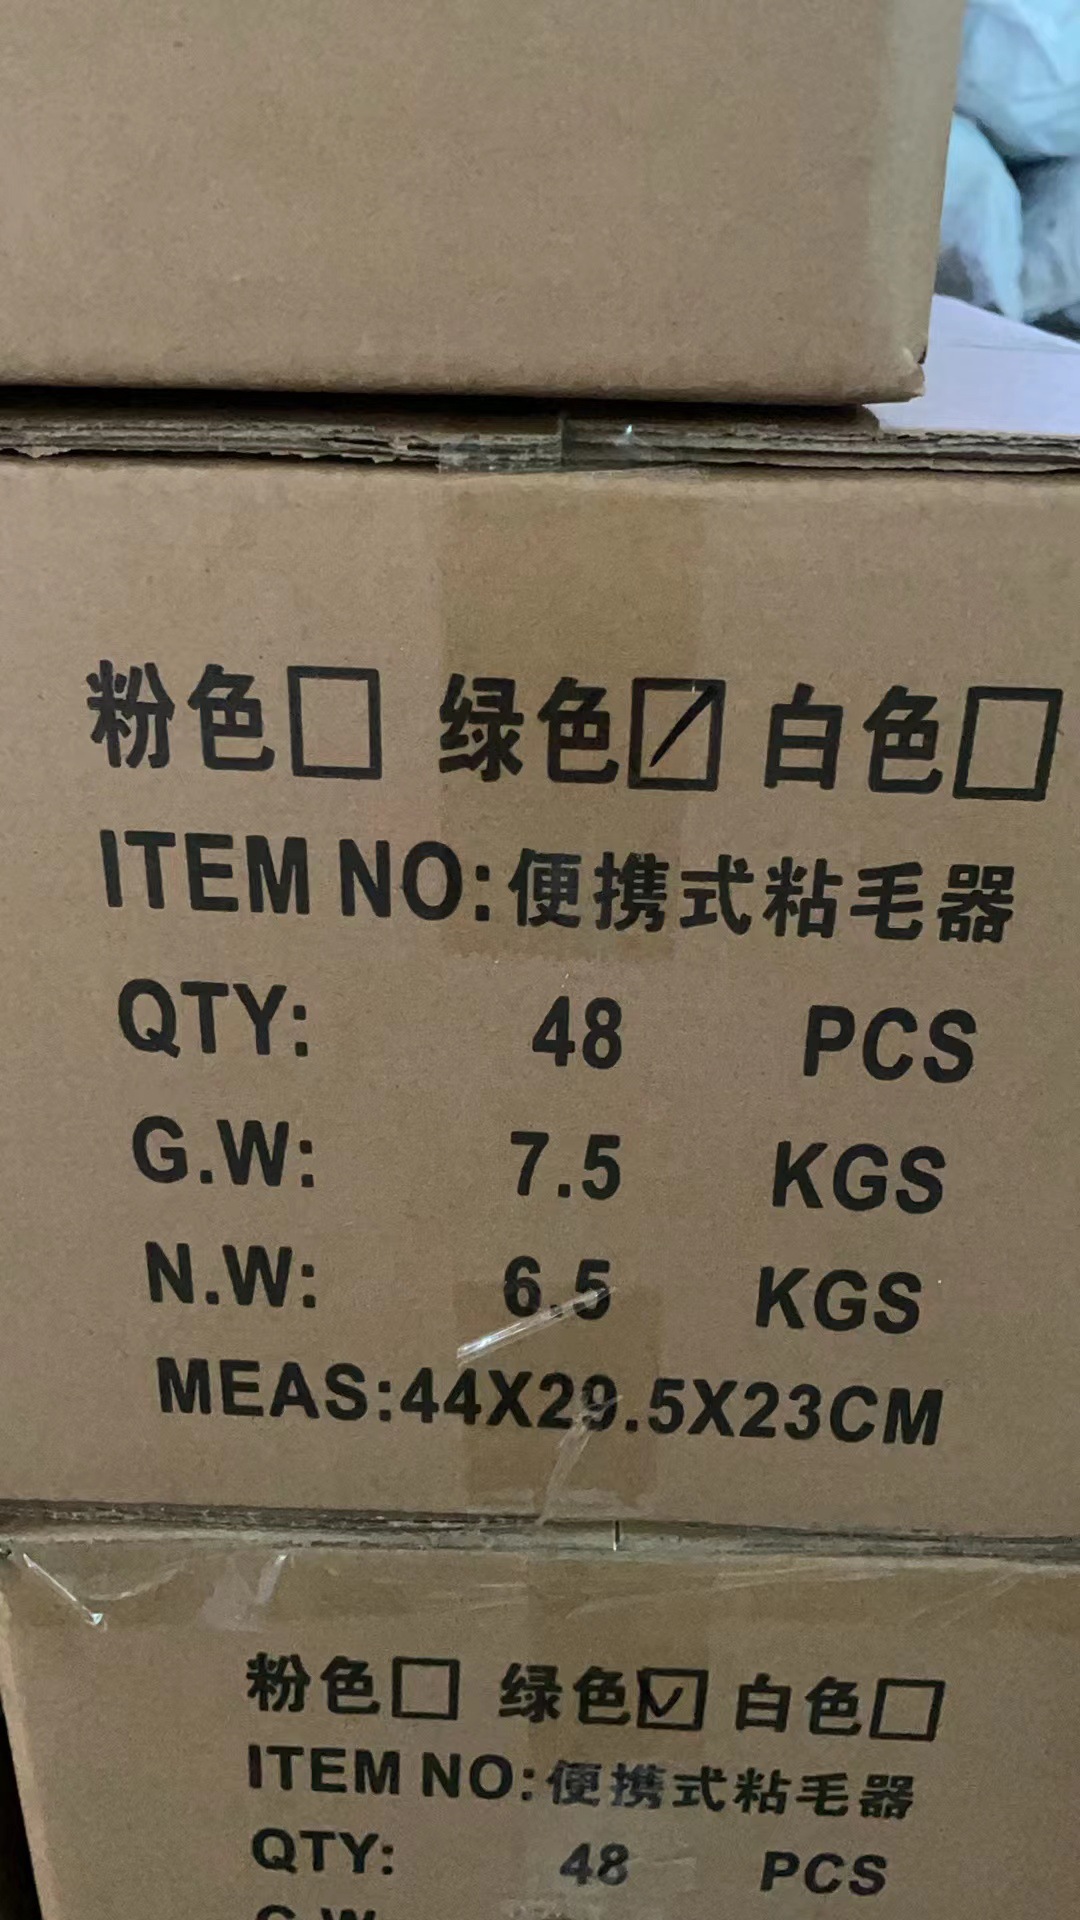 粉色□ 绿色☑ 白色□
ITEM NO:便携式粘毛器
QTY: 48 PCS
G.W: 7.5 KGS
N.W: 6.5 KGS
MEAS:44X29.5X23CM
粉色□ 绿色☑ 白色□
ITEM NO:便携式粘毛器
QTY: 48 PCS
G.W